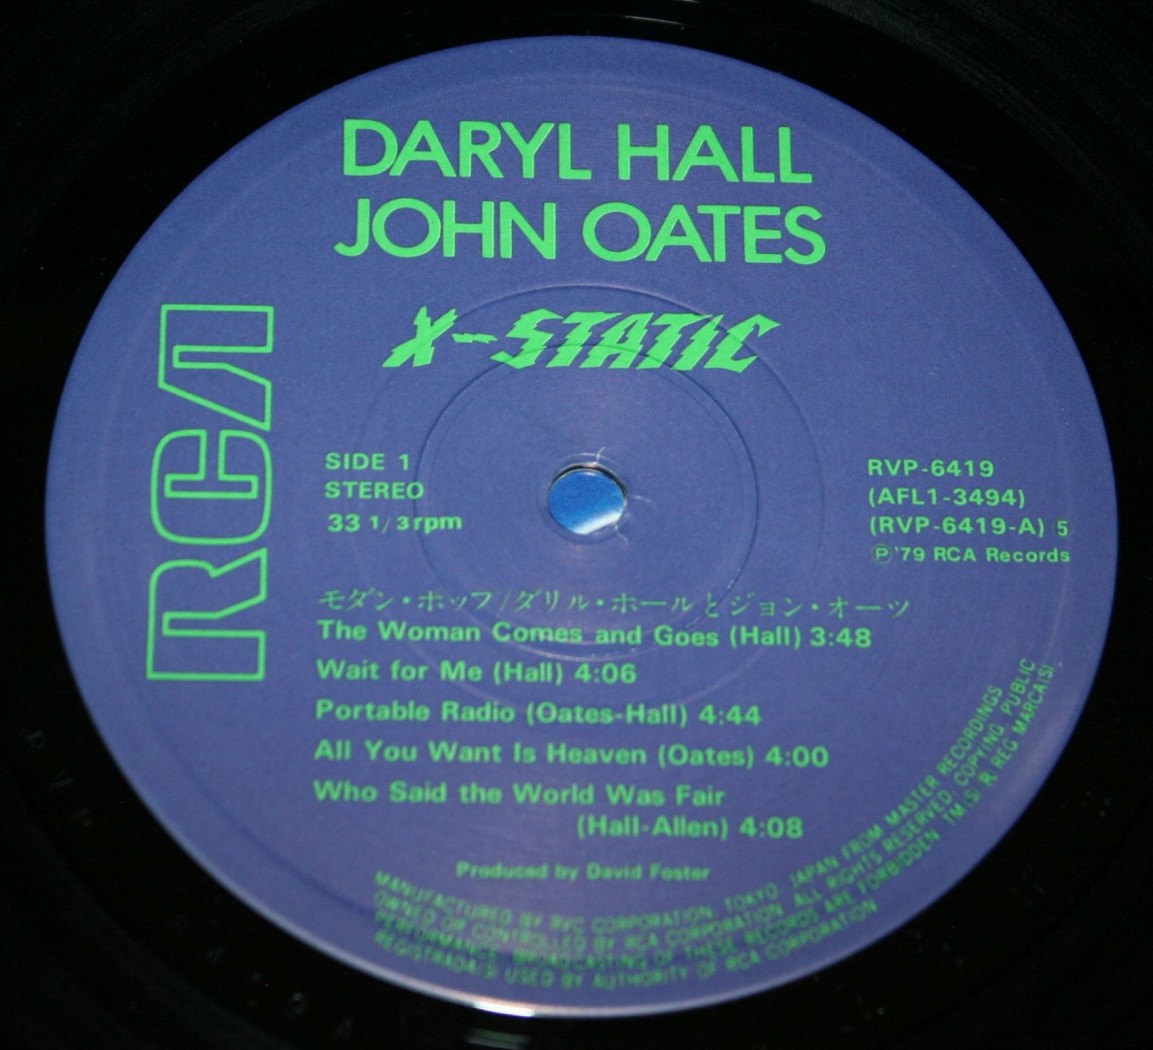 DARYL HALL
JOHN OATES
X-STATIC
RCA
SIDE 1
STEREO
33 1/3 rpm
RVP-6419
(AFL1-3494)
(RVP-6419-A) 5
Ⓟ'79 RCA Records
モダン・ポップ/ダリル・ホールとジョン・オーツ
The Woman Comes and Goes (Hall) 3:48
Wait for Me (Hall) 4:06
Portable Radio (Oates-Hall) 4:44
All You Want Is Heaven (Oates) 4:00
Who Said the World Was Fair
(Hall-Allen) 4:08
Produced by David Foster
MANUFACTURED BY RVC CORPORATION, TOKYO, JAPAN FROM MASTER RECORDINGS
OWNED OR CONTROLLED BY RCA CORPORATION. ALL RIGHTS RESERVED. COPYING, PUBLIC
PERFORMANCE, BROADCASTING OF THESE RECORDS ARE FORBIDDEN TM(S) R REG MARCA(S)
REGISTRADA(S) USED BY AUTHORITY OF RCA CORPORATION